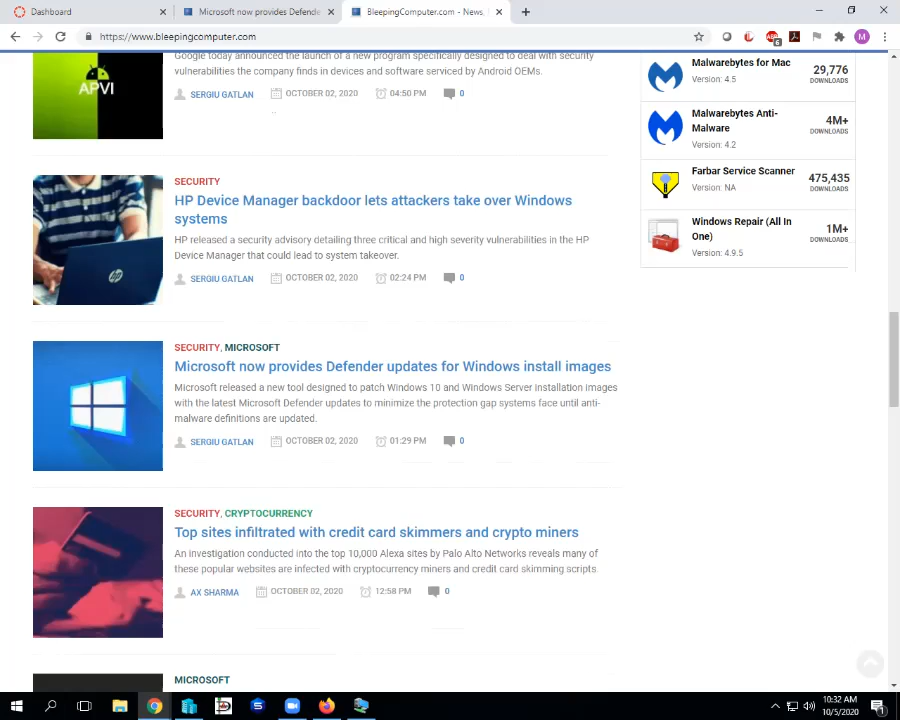 Dashboard
Microsoft now provides Defende
BleepingComputer.com - News,
https://www.bleepingcomputer.com
6
M
Google today announced the launch of a new program specifically designed to deal with security
vulnerabilities the company finds in devices and software serviced by Android OEMs.
APVI
SERGIU GATLAN OCTOBER 02, 2020 04:50 PM 0
SECURITY
HP Device Manager backdoor lets attackers take over Windows
systems
HP released a security advisory detailing three critical and high severity vulnerabilities in the HP
Device Manager that could lead to system takeover.
SERGIU GATLAN OCTOBER 02, 2020 02:24 PM 0
hp
SECURITY, MICROSOFT
Microsoft now provides Defender updates for Windows install images
Microsoft released a new tool designed to patch Windows 10 and Windows Server Installation images
with the latest Microsoft Defender updates to minimize the protection gap systems face until anti-
malware definitions are updated.
SERGIU GATLAN OCTOBER 02, 2020 01:29 PM 0
SECURITY, CRYPTOCURRENCY
Top sites infiltrated with credit card skimmers and crypto miners
An investigation conducted into the top 10,000 Alexa sites by Palo Alto Networks reveals many of
these popular websites are infected with cryptocurrency miners and credit card skimming scripts.
AX SHARMA OCTOBER 02, 2020 12:58 PM 0
MICROSOFT
Malwarebytes for Mac 29,776
Version: 4.5 DOWNLOADS
Malwarebytes Anti- 4M+
Malware DOWNLOADS
Version: 4.2
Farbar Service Scanner 475,435
Version: NA DOWNLOADS
Windows Repair (All In 1M+
One) DOWNLOADS
Version: 4.9.5
10:32 AM
10/5/2020
1